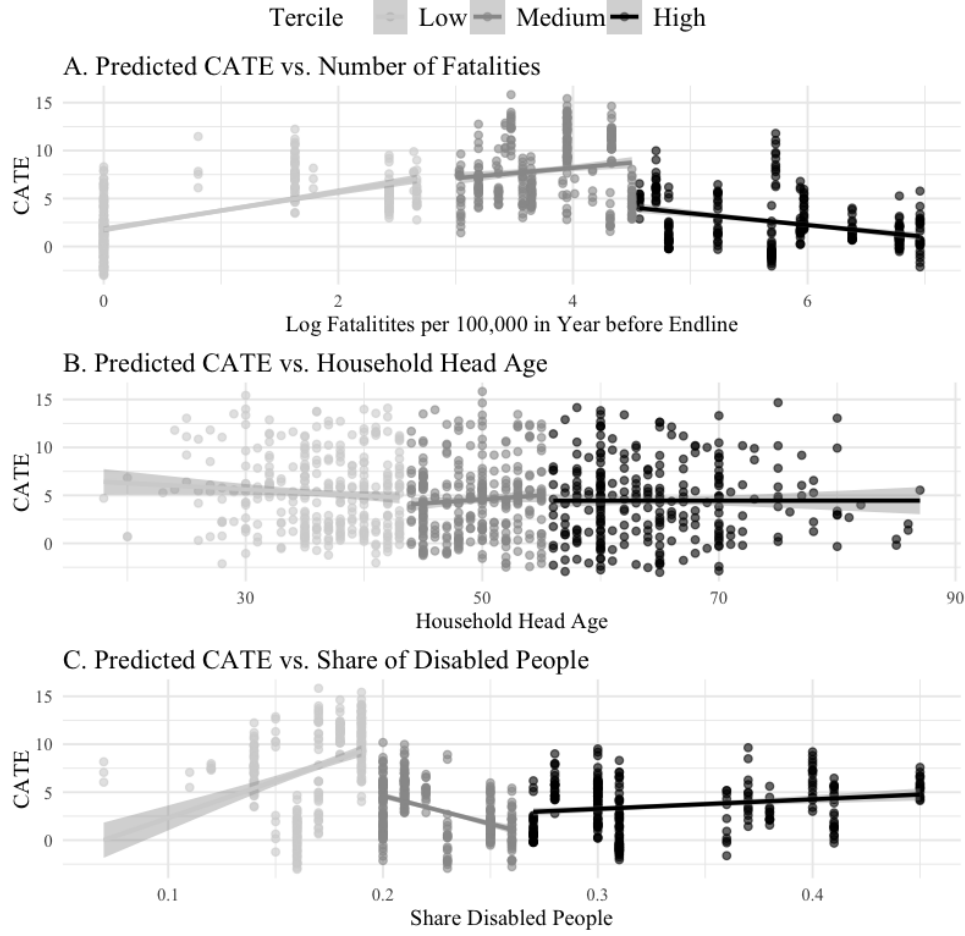 Tercile Low Medium High
A. Predicted CATE vs. Number of Fatalities
CATE
15
10
5
0
0 2 4 6
Log Fatalitites per 100,000 in Year before Endline
B. Predicted CATE vs. Household Head Age
CATE
15
10
5
0
30 50 70 90
Household Head Age
C. Predicted CATE vs. Share of Disabled People
CATE
15
10
5
0
0.1 0.2 0.3 0.4
Share Disabled People